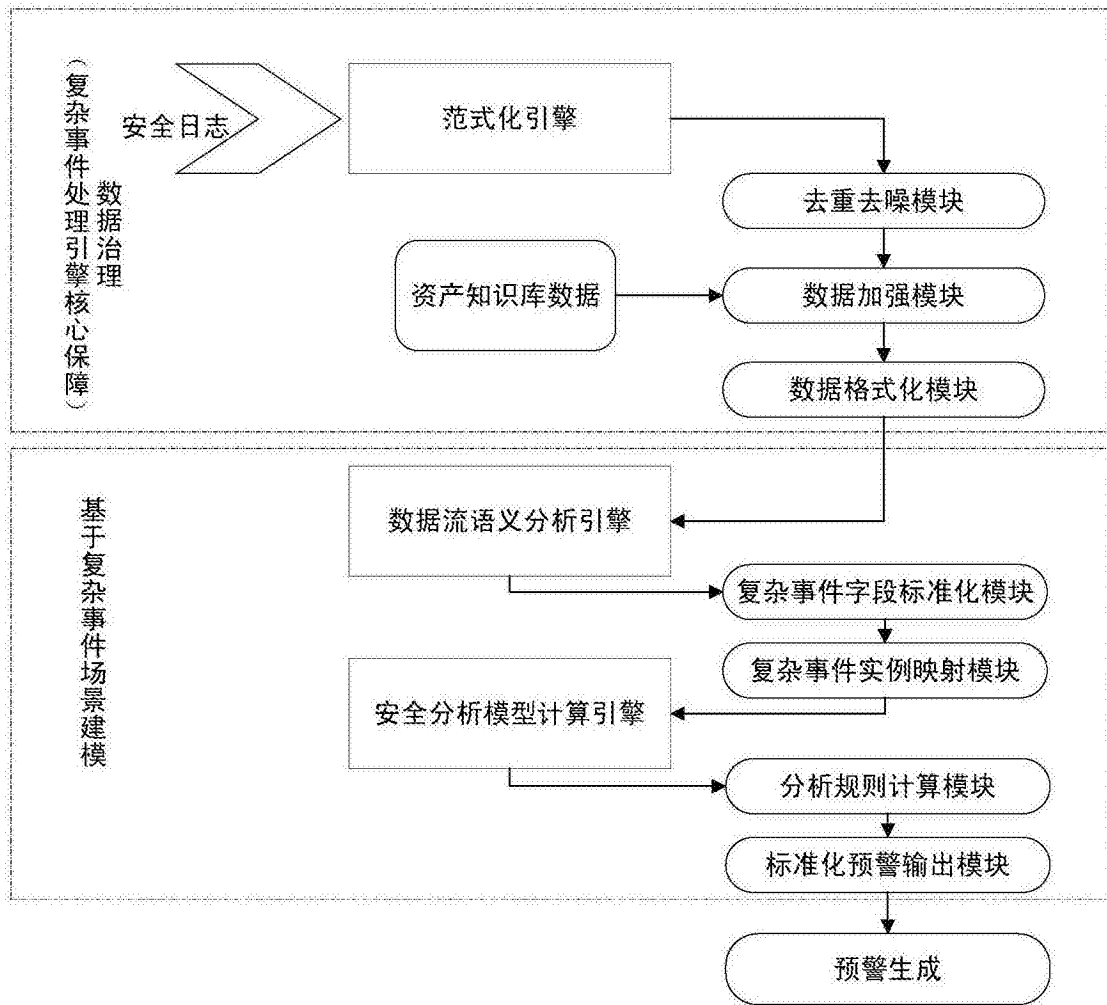 数据治理
（复杂事件处理引擎核心保障）
安全日志
范式化引擎
去重去噪模块
资产知识库数据
数据加强模块
数据格式化模块
基于复杂事件场景建模
数据流语义分析引擎
复杂事件字段标准化模块
复杂事件实例映射模块
安全分析模型计算引擎
分析规则计算模块
标准化预警输出模块
预警生成